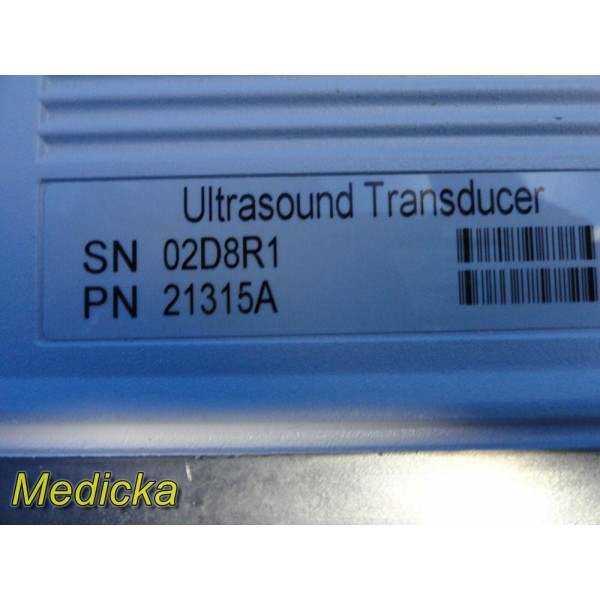 Ultrasound Transducer
SN 02D8R1
PN 21315A
Medicka